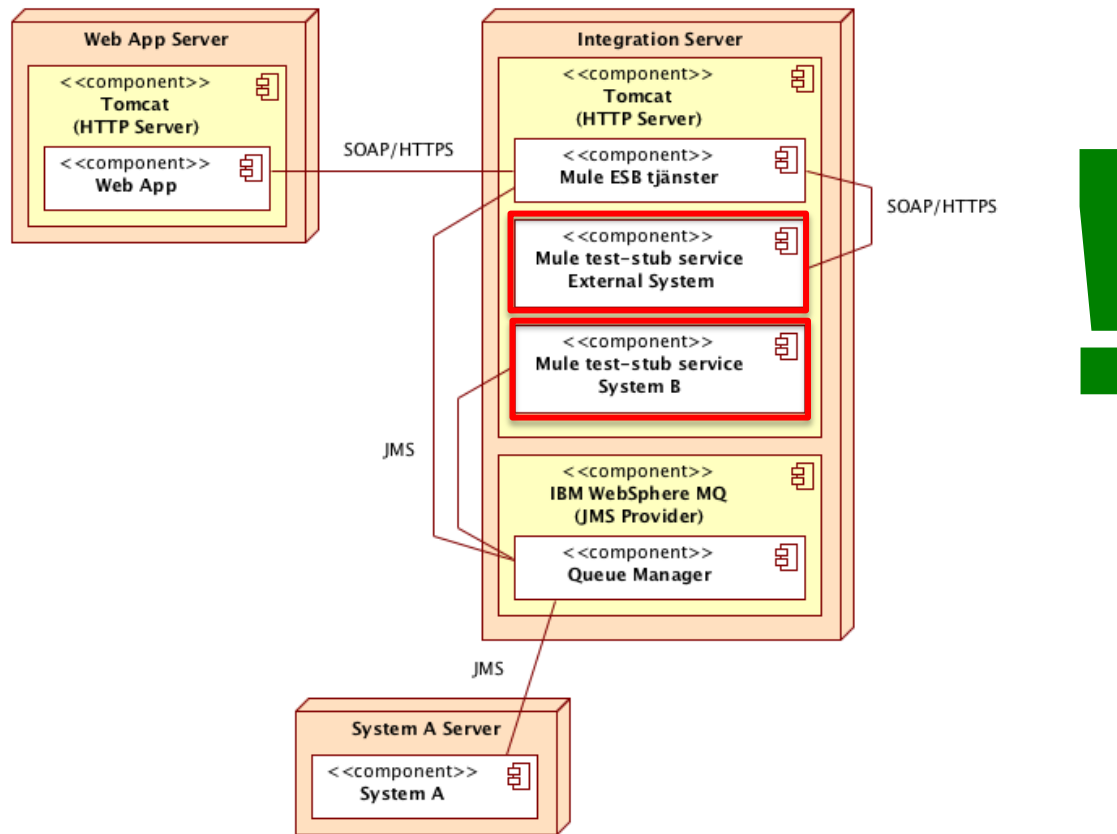 Web App Server
<<component>>
Tomcat
(HTTP Server)
<<component>>
Web App
SOAP/HTTPS
Integration Server
<<component>>
Tomcat
(HTTP Server)
<<component>>
Mule ESB tjänster
SOAP/HTTPS
<<component>>
Mule test-stub service
External System
<<component>>
Mule test-stub service
System B
JMS
<<component>>
IBM WebSphere MQ
(JMS Provider)
<<component>>
Queue Manager
JMS
System A Server
<<component>>
System A
!